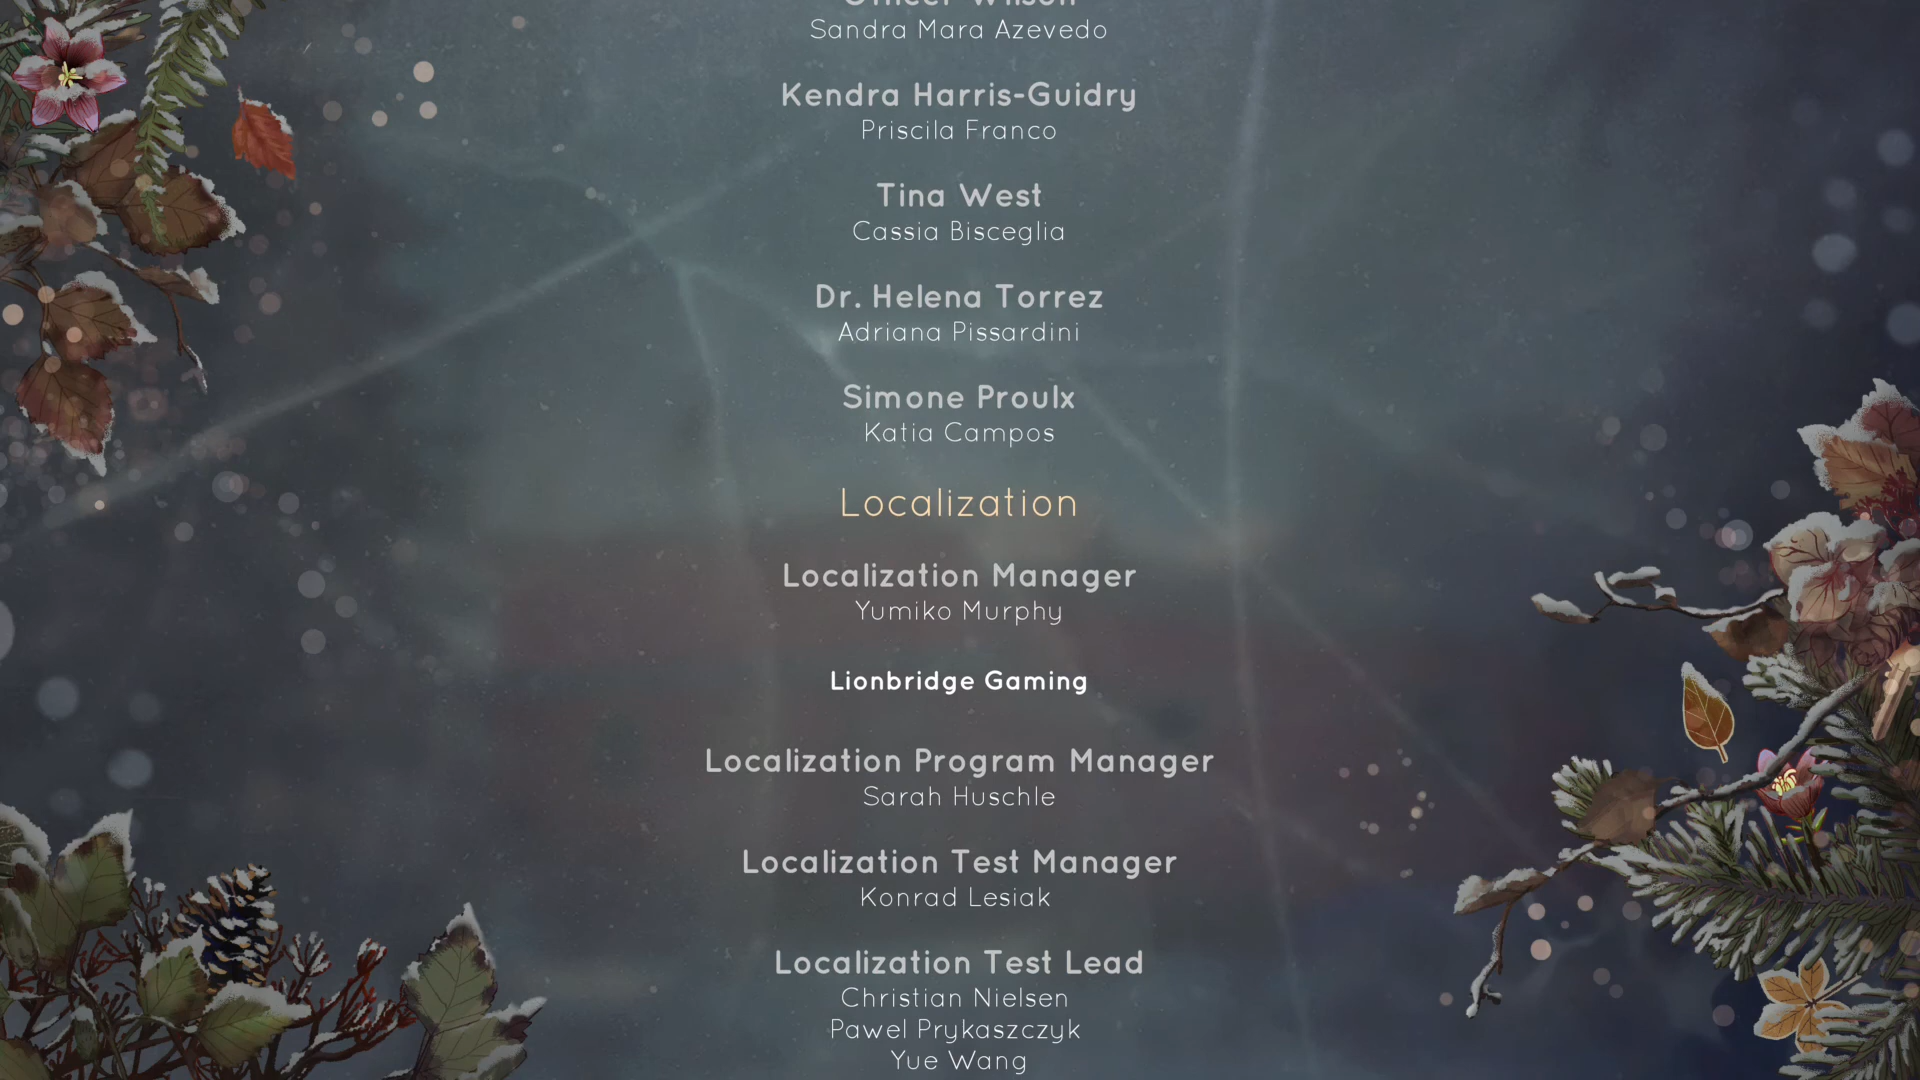 Officer Wilson
Sandra Mara Azevedo
Kendra Harris-Guidry
Priscila Franco
Tina West
Cassia Bisceglia
Dr. Helena Torrez
Adriana Pissardini
Simone Proulx
Katia Campos
Localization
Localization Manager
Yumiko Murphy
Lionbridge Gaming
Localization Program Manager
Sarah Huschle
Localization Test Manager
Konrad Lesiak
Localization Test Lead
Christian Nielsen
Pawel Prykaszczyk
Yue Wang